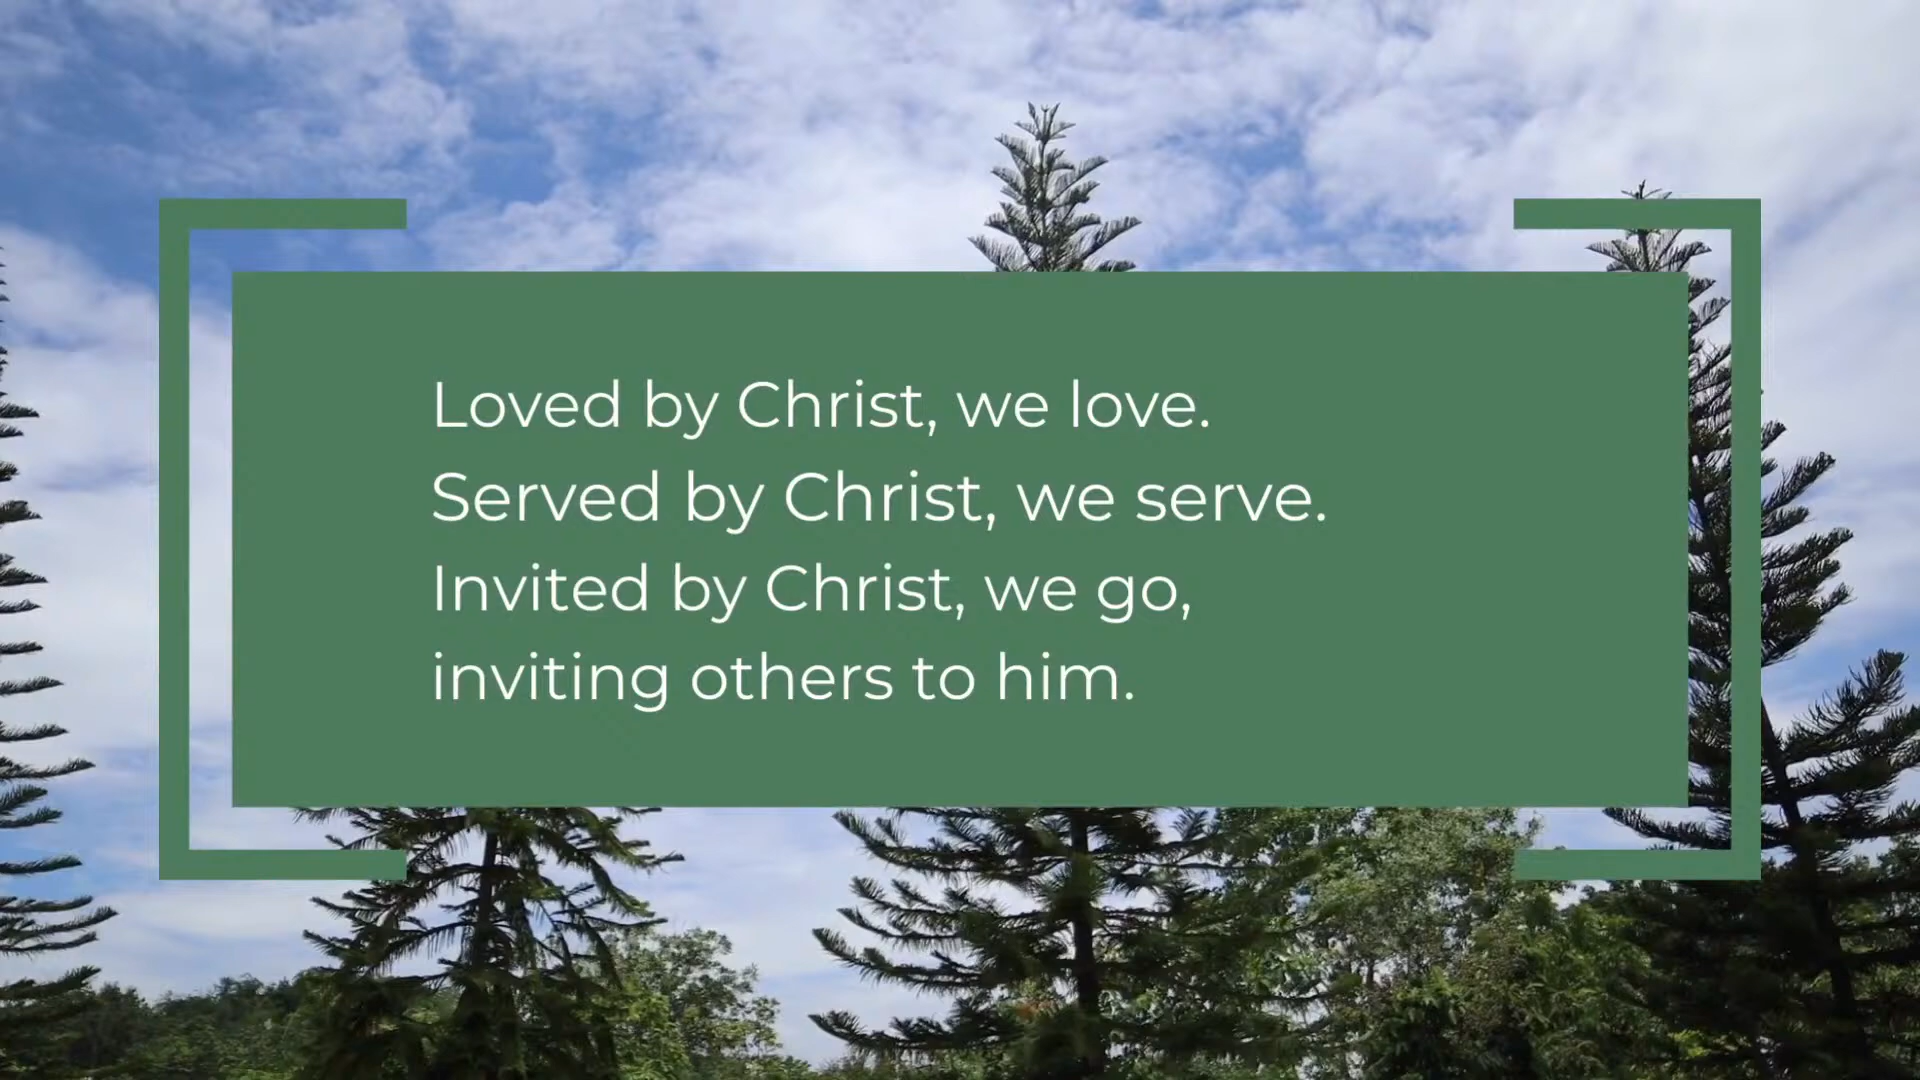 Loved by Christ, we love.
Served by Christ, we serve.
Invited by Christ, we go,
inviting others to him.